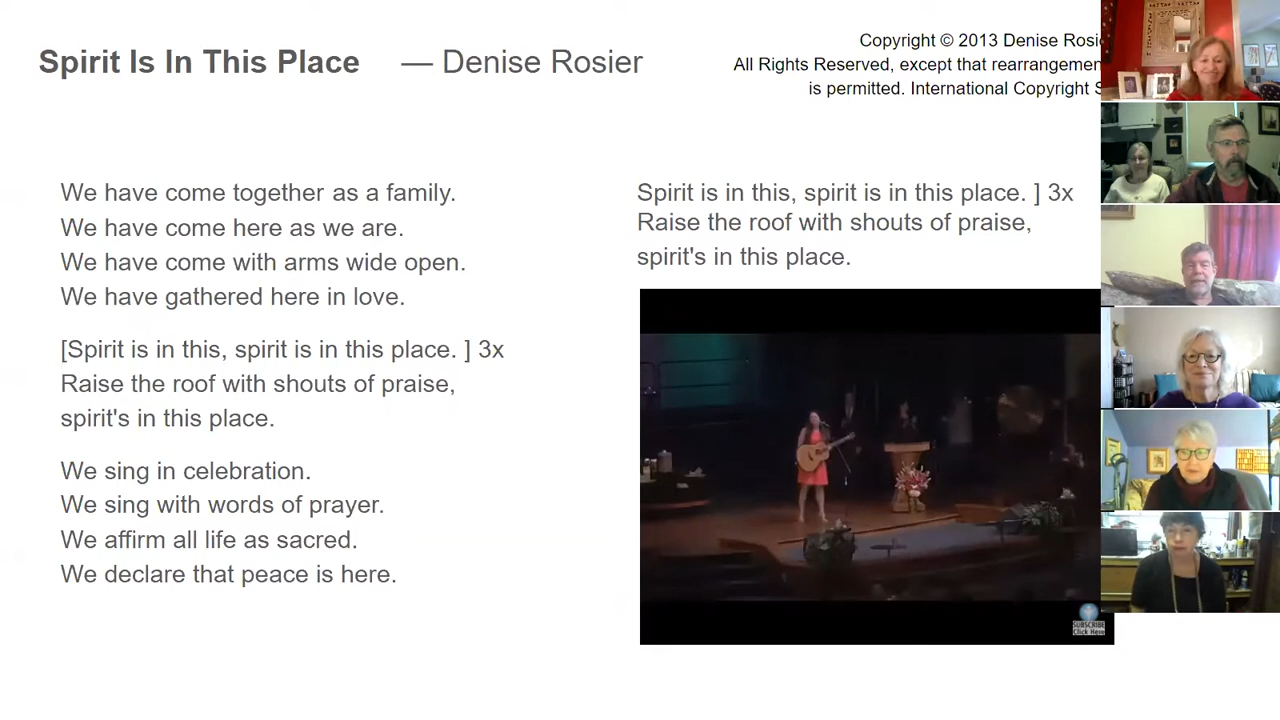 Spirit Is In This Place — Denise Rosier
Copyright © 2013 Denise
All Rights Reserved, except that
is permitted. International Copyright
We have come together as a family.
We have come here as we are.
We have come with arms wide open.
We have gathered here in love.
[Spirit is in this, spirit is in this place. ] 3x
Raise the roof with shouts of praise,
spirit's in this place.
We sing in celebration.
We sing with words of prayer.
We affirm all life as sacred.
We declare that peace is here.
Spirit is in this, spirit is in this place. ] 3x
Raise the roof with shouts of praise,
spirit's in this place.
SUBSCRIBE
Click Here